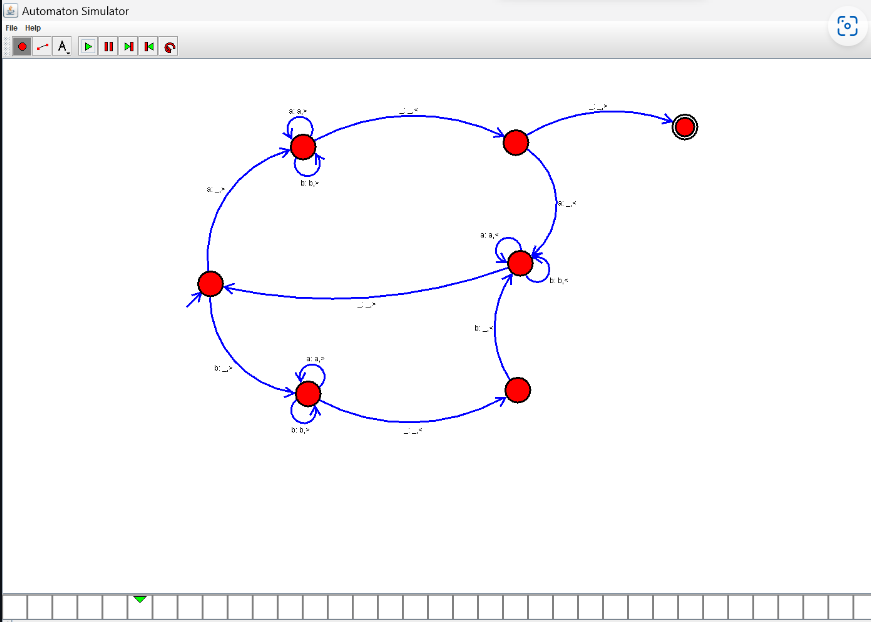 Automaton Simulator
File Help
A
a: a,>
_: _,<
_: _,>
b: b,>
a: _,>
a: _,<
a: a,<
b: b,<
_: _,>
b: _,<
a: a,>
b: _,>
b: b,>
_: _,<